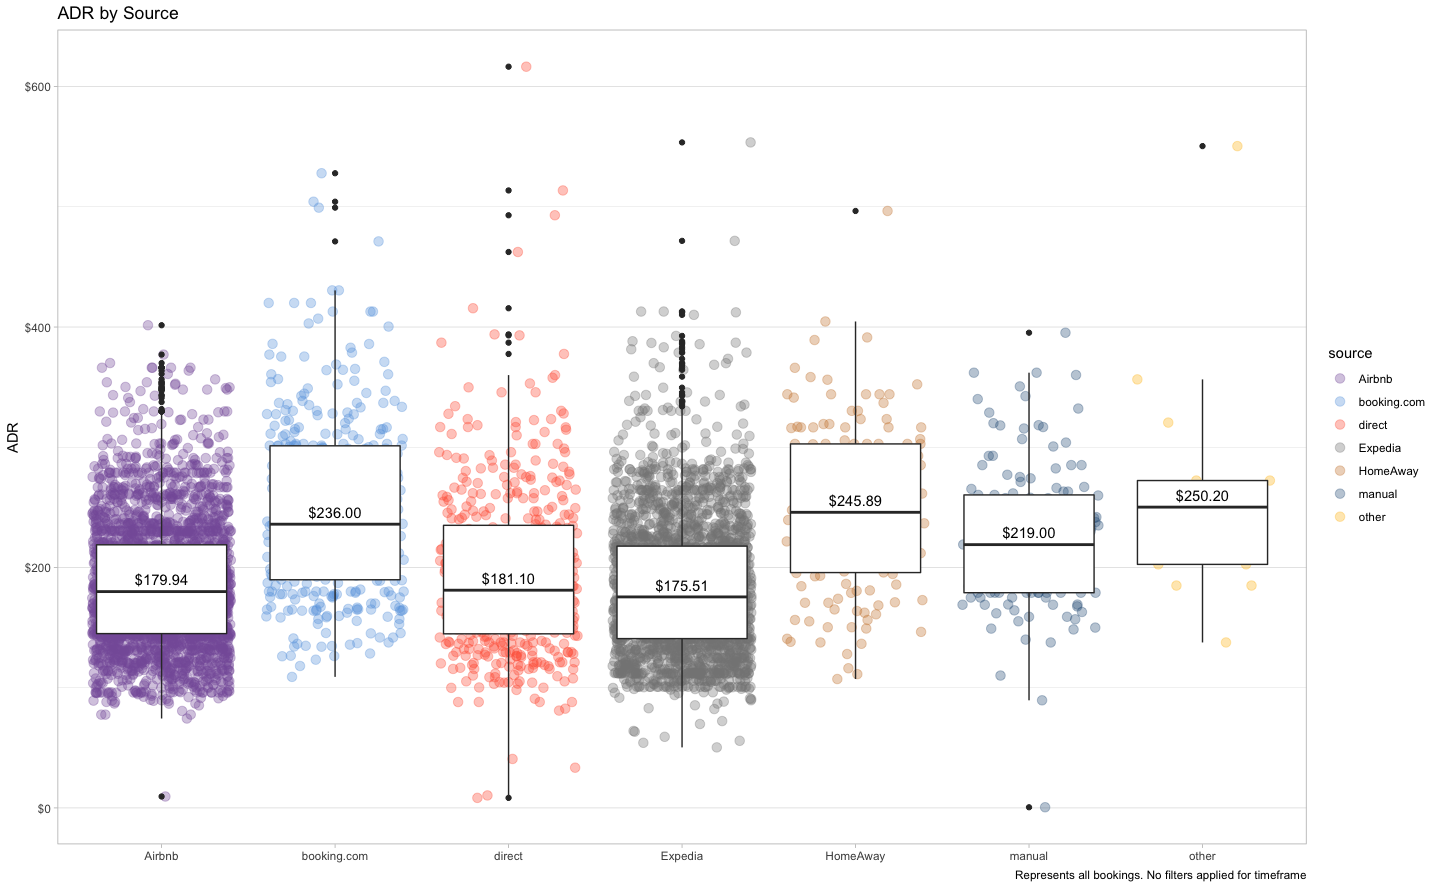 ADR by Source
$600
$400
$200
$0
ADR
$179.94
$236.00
$181.10
$175.51
$245.89
$219.00
$250.20
Airbnb
booking.com
direct
Expedia
HomeAway
manual
other
source
Airbnb
booking.com
direct
Expedia
HomeAway
manual
other
Represents all bookings. No filters applied for timeframe